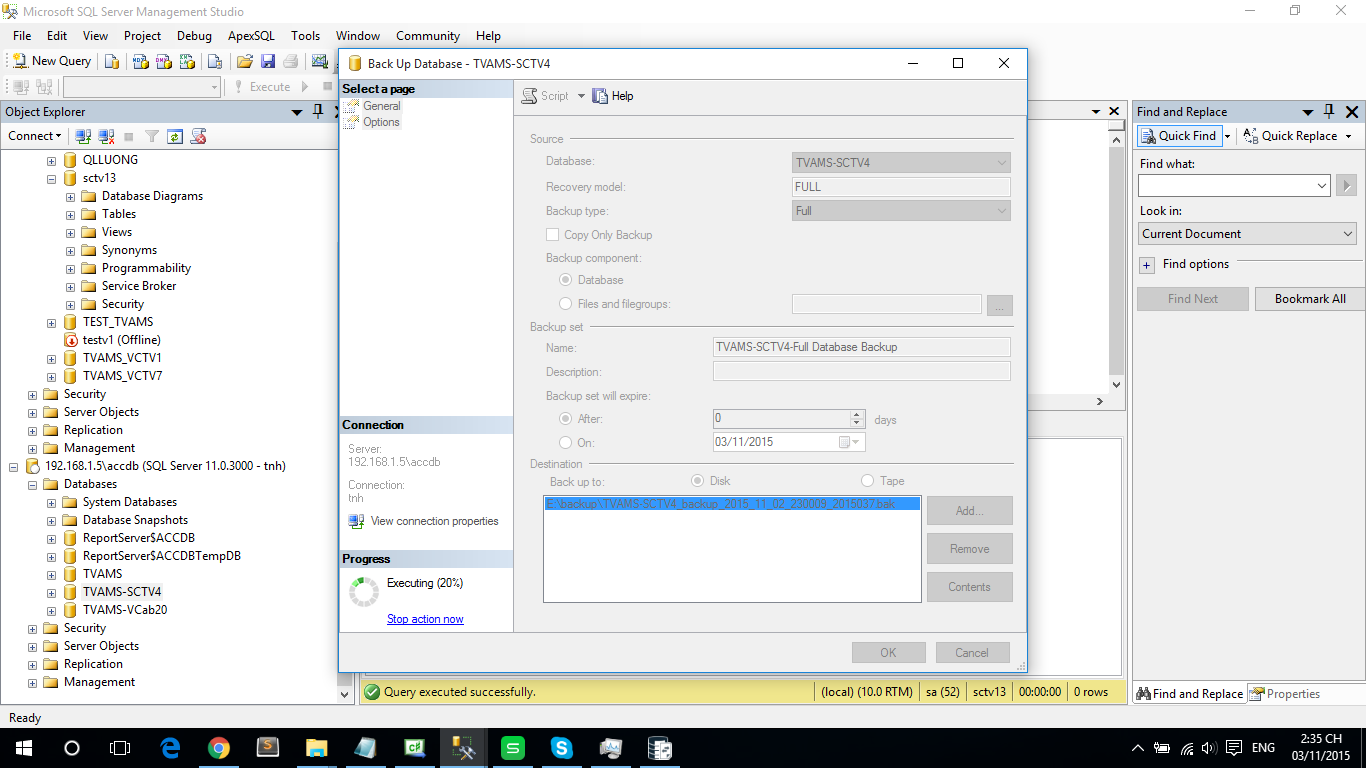 Microsoft SQL Server Management Studio
File Edit View Project Debug ApexSQL Tools Window Community Help
New Query
Execute
Object Explorer
Connect
QLLUONG
sctv13
Database Diagrams
Tables
Views
Synonyms
Programmability
Service Broker
Security
TEST_TVAMS
testv1 (Offline)
TVAMS_VCTV1
TVAMS_VCTV7
Security
Server Objects
Replication
Management
192.168.1.5\accdb (SQL Server 11.0.3000 - tnh)
Databases
System Databases
Database Snapshots
ReportServer$ACCDB
ReportServer$ACCDBTempDB
TVAMS
TVAMS-SCTV4
TVAMS-VCab20
Security
Server Objects
Replication
Management
Back Up Database - TVAMS-SCTV4
Select a page
General
Options
Connection
Server:
192.168.1.5\accdb
Connection:
tnh
View connection properties
Progress
Executing (20%)
Stop action now
Script Help
Source
Database: TVAMS-SCTV4
Recovery model: FULL
Backup type: Full
Copy Only Backup
Backup component:
Database
Files and filegroups: ...
Backup set
Name: TVAMS-SCTV4-Full Database Backup
Description:
Backup set will expire:
After: 0 days
On: 03/11/2015
Destination
Back up to: Disk Tape
E:\backup\TVAMS-SCTV4_backup_2015_11_02_230009_2015037.bak
Add...
Remove
Contents
OK Cancel
Find and Replace
Quick Find Quick Replace
Find what:
Look in:
Current Document
Find options
Find Next Bookmark All
Query executed successfully. (local) (10.0 RTM) sa (52) sctv13 00:00:00 0 rows
Find and Replace Properties
Ready
ENG
2:35 CH
03/11/2015